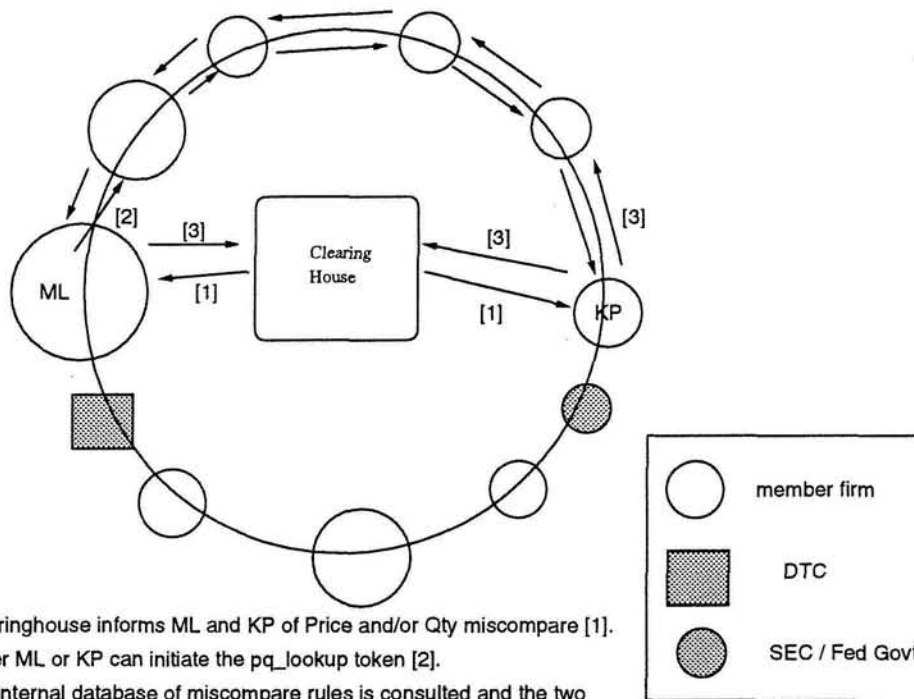 [2]
[3]
[3]
[3]
Clearing
House
ML
[1]
[1]
KP
member firm
DTC
SEC / Fed Govt
ringhouse informs ML and KP of Price and/or Qty miscompare [1].
er ML or KP can initiate the pq_lookup token [2].
internal database of miscompare rules is consulted and the two